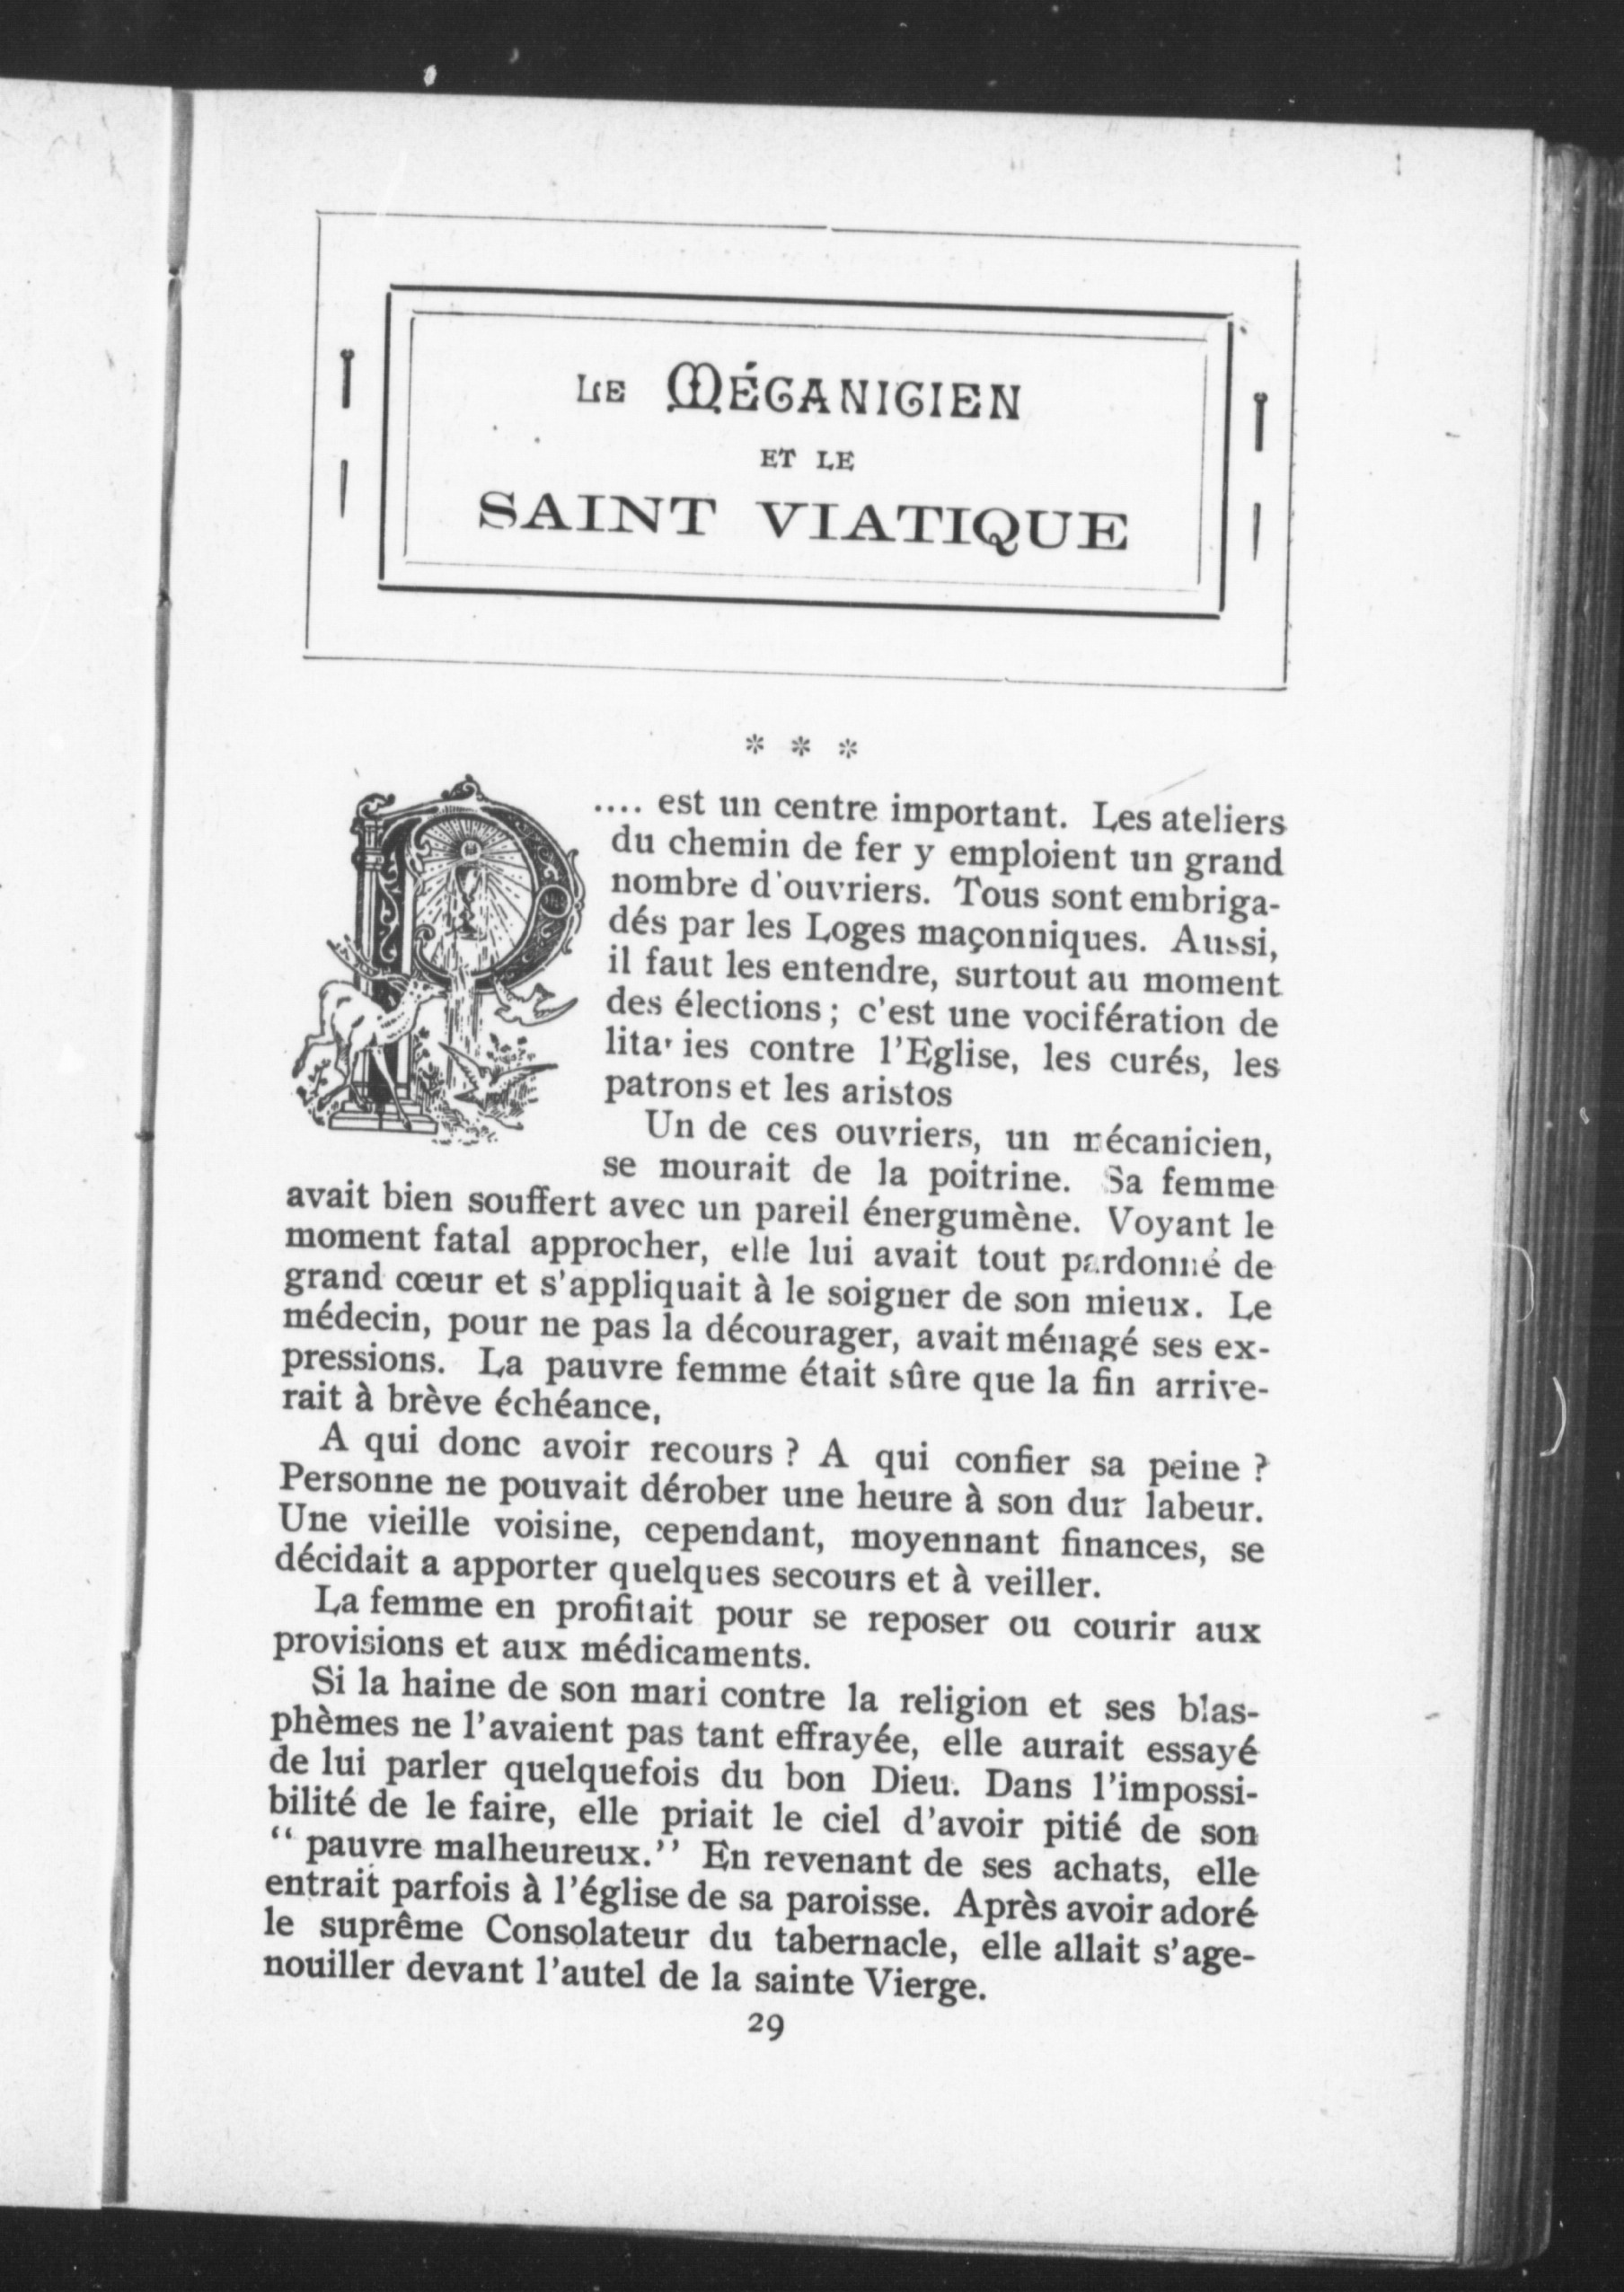 LE MÉCANICIEN
ET LE
SAINT VIATIQUE
* * *
P.... est un centre important. Les ateliers
du chemin de fer y emploient un grand
nombre d'ouvriers. Tous sont embriga-
dés par les Loges maçonniques. Aussi,
il faut les entendre, surtout au moment
des élections ; c'est une vocifération de
litanies contre l'Eglise, les curés, les
patrons et les aristos
Un de ces ouvriers, un mécanicien,
se mourait de la poitrine. Sa femme
avait bien souffert avec un pareil énergumène. Voyant le
moment fatal approcher, elle lui avait tout pardonné de
grand cœur et s'appliquait à le soigner de son mieux. Le
médecin, pour ne pas la décourager, avait ménagé ses ex-
pressions. La pauvre femme était sûre que la fin arrive-
rait à brève échéance,
A qui donc avoir recours ? A qui confier sa peine ?
Personne ne pouvait dérober une heure à son dur labeur.
Une vieille voisine, cependant, moyennant finances, se
décidait a apporter quelques secours et à veiller.
La femme en profitait pour se reposer ou courir aux
provisions et aux médicaments.
Si la haine de son mari contre la religion et ses blas-
phèmes ne l'avaient pas tant effrayée, elle aurait essayé
de lui parler quelquefois du bon Dieu. Dans l'impossi-
bilité de le faire, elle priait le ciel d'avoir pitié de son
“ pauvre malheureux.” En revenant de ses achats, elle
entrait parfois à l'église de sa paroisse. Après avoir adoré
le suprême Consolateur du tabernacle, elle allait s'age-
nouiller devant l'autel de la sainte Vierge.
29